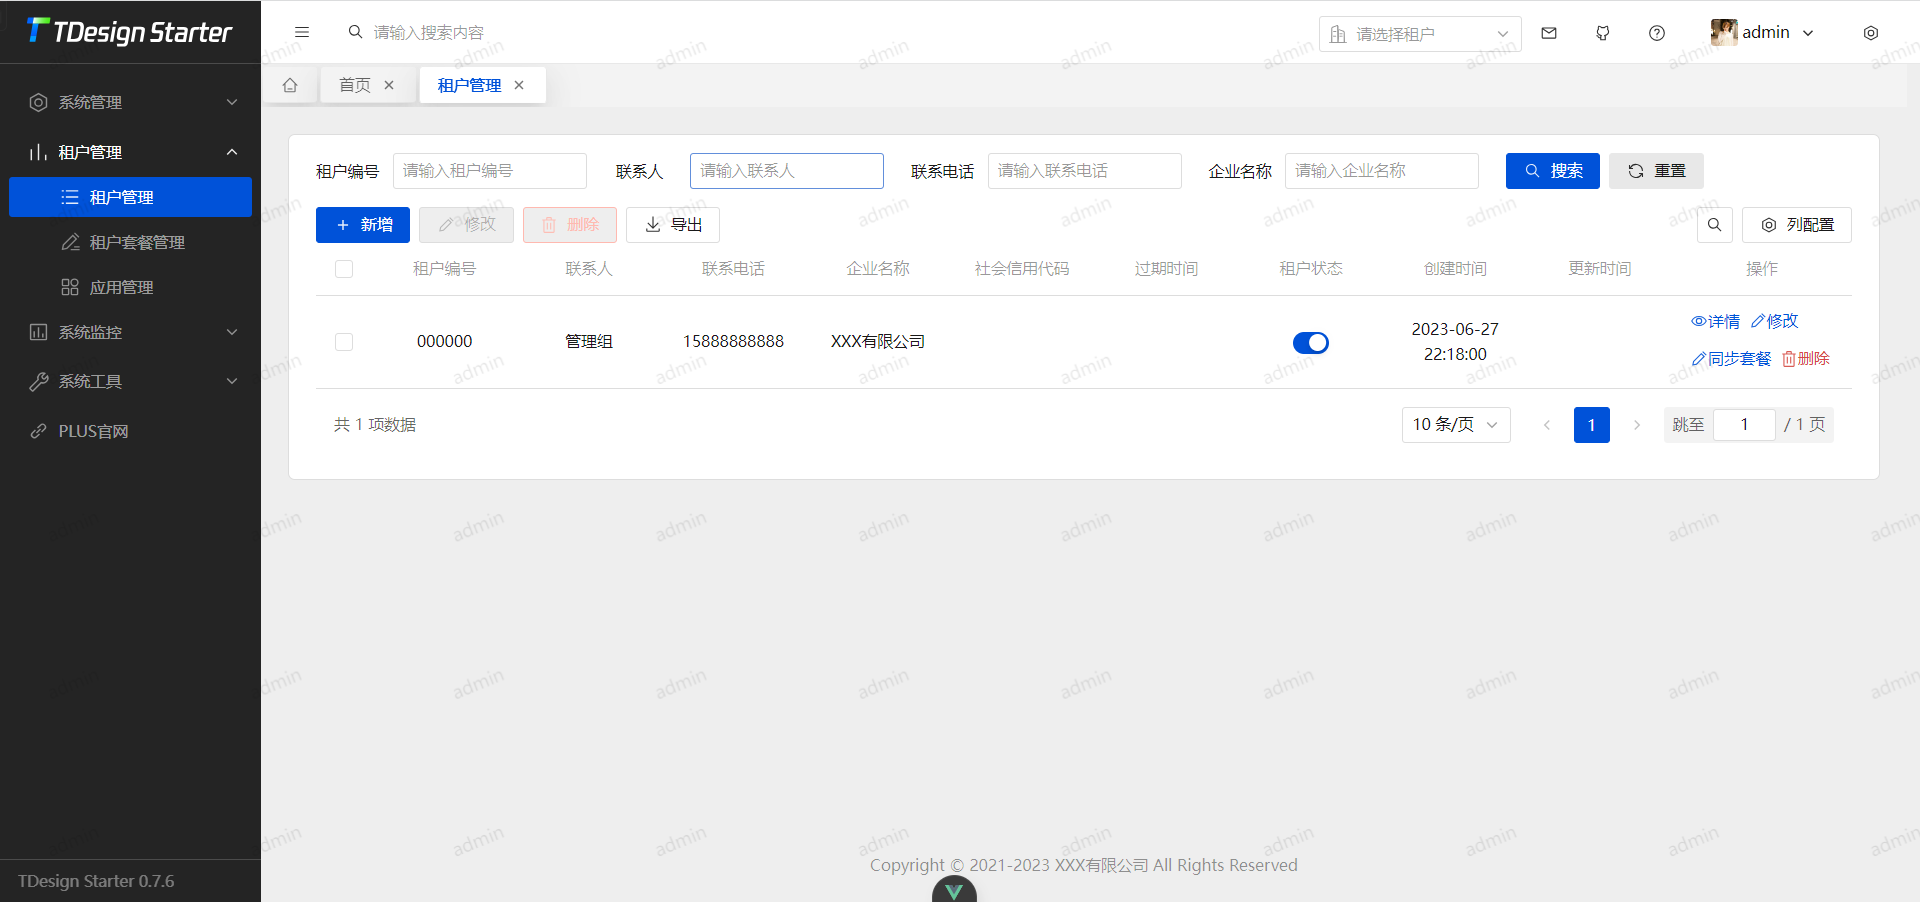 TDesign Starter
请输入搜索内容
请选择租户
admin
首页
租户管理
系统管理
租户管理
租户管理
租户套餐管理
应用管理
系统监控
系统工具
PLUS官网
TDesign Starter 0.7.6
租户编号 请输入租户编号 联系人 请输入联系人 联系电话 请输入联系电话 企业名称 请输入企业名称 搜索 重置
新增 修改 删除 导出 列配置
租户编号 联系人 联系电话 企业名称 社会信用代码 过期时间 租户状态 创建时间 更新时间 操作
000000 管理组 15888888888 XXX有限公司 2023-06-27
22:18:00
详情 修改
同步套餐 删除
共 1 项数据 10 条/页 1 跳至 1 / 1 页
Copyright © 2021-2023 XXX有限公司 All Rights Reserved
admin